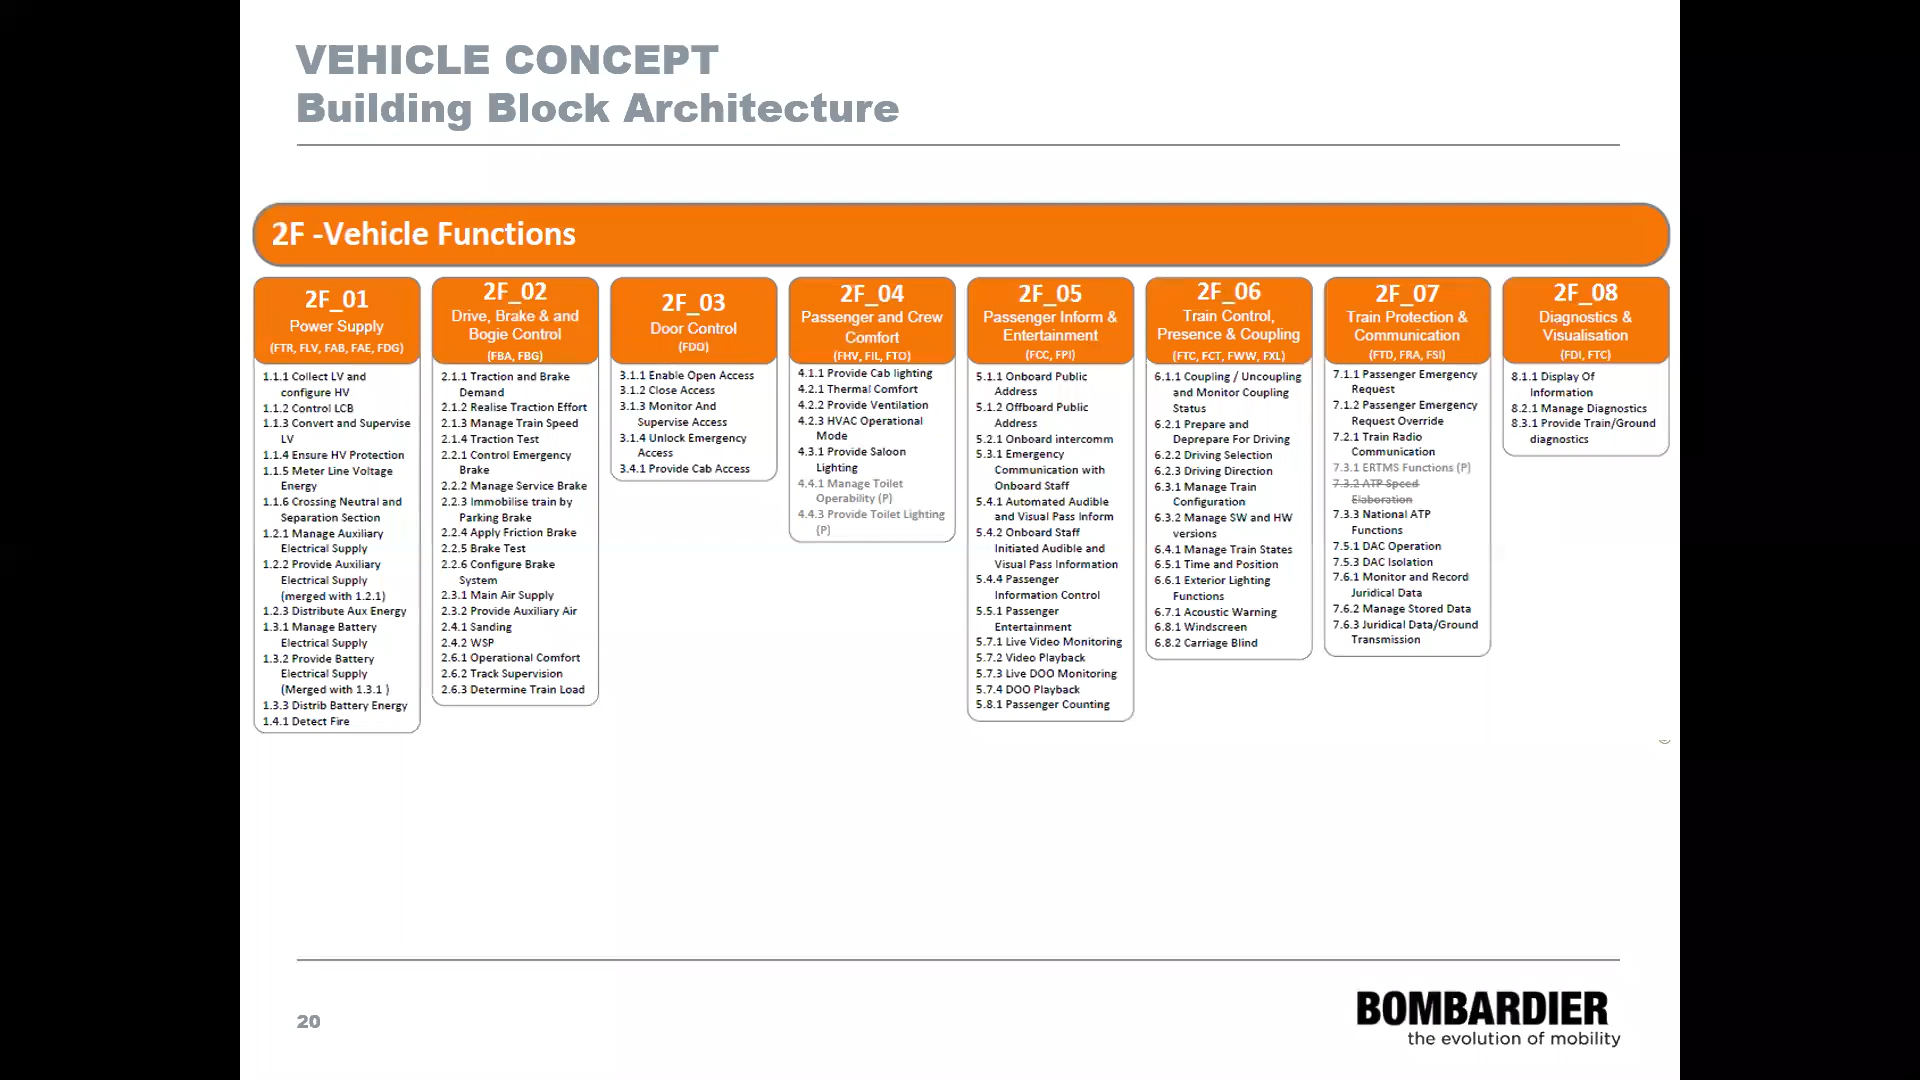 VEHICLE CONCEPT
Building Block Architecture
2F -Vehicle Functions
2F_01
Power Supply
(FTR, FLV, FAB, FAE, FDG)
1.1.1 Collect LV and
configure HV
1.1.2 Control LCB
1.1.3 Convert and Supervise
LV
1.1.4 Ensure HV Protection
1.1.5 Meter Line Voltage
Energy
1.1.6 Crossing Neutral and
Separation Section
1.2.1 Manage Auxiliary
Electrical Supply
1.2.2 Provide Auxiliary
Electrical Supply
(merged with 1.2.1)
1.2.3 Distribute Aux Energy
1.3.1 Manage Battery
Electrical Supply
1.3.2 Provide Battery
Electrical Supply
(Merged with 1.3.1 )
1.3.3 Distrib Battery Energy
1.4.1 Detect Fire
2F_02
Drive, Brake & and
Bogie Control
(FBA, FBG)
2.1.1 Traction and Brake
Demand
2.1.2 Realise Traction Effort
2.1.3 Manage Train Speed
2.1.4 Traction Test
2.2.1 Control Emergency
Brake
2.2.2 Manage Service Brake
2.2.3 Immobilise train by
Parking Brake
2.2.4 Apply Friction Brake
2.2.5 Brake Test
2.2.6 Configure Brake
System
2.3.1 Main Air Supply
2.3.2 Provide Auxiliary Air
2.4.1 Sanding
2.4.2 WSP
2.6.1 Operational Comfort
2.6.2 Track Supervision
2.6.3 Determine Train Load
2F_03
Door Control
(FDO)
3.1.1 Enable Open Access
3.1.2 Close Access
3.1.3 Monitor And
Supervise Access
3.1.4 Unlock Emergency
Access
3.4.1 Provide Cab Access
2F_04
Passenger and Crew
Comfort
(FHV, FIL, FTO)
4.1.1 Provide Cab lighting
4.2.1 Thermal Comfort
4.2.2 Provide Ventilation
4.2.3 HVAC Operational
Mode
4.3.1 Provide Saloon
Lighting
4.4.1 Manage Toilet
Operability (P)
4.4.3 Provide Toilet Lighting
(P)
2F_05
Passenger Inform &
Entertainment
(FCC, FPI)
5.1.1 Onboard Public
Address
5.1.2 Offboard Public
Address
5.2.1 Onboard intercomm
5.3.1 Emergency
Communication with
Onboard Staff
5.4.1 Automated Audible
and Visual Pass Inform
5.4.2 Onboard Staff
Initiated Audible and
Visual Pass Information
5.4.4 Passenger
Information Control
5.5.1 Passenger
Entertainment
5.7.1 Live Video Monitoring
5.7.2 Video Playback
5.7.3 Live DOO Monitoring
5.7.4 DOO Playback
5.8.1 Passenger Counting
2F_06
Train Control,
Presence & Coupling
(FTC, FCT, FWW, FXL)
6.1.1 Coupling / Uncoupling
and Monitor Coupling
Status
6.2.1 Prepare and
Deprepare For Driving
6.2.2 Driving Selection
6.2.3 Driving Direction
6.3.1 Manage Train
Configuration
6.3.2 Manage SW and HW
versions
6.4.1 Manage Train States
6.5.1 Time and Position
6.6.1 Exterior Lighting
Functions
6.7.1 Acoustic Warning
6.8.1 Windscreen
6.8.2 Carriage Blind
2F_07
Train Protection &
Communication
(FTD, FRA, FSI)
7.1.1 Passenger Emergency
Request
7.1.2 Passenger Emergency
Request Override
7.2.1 Train Radio
Communication
7.3.1 ERTMS Functions (P)
7.3.2 ATP Speed
Elaboration
7.3.3 National ATP
Functions
7.5.1 DAC Operation
7.5.3 DAC Isolation
7.6.1 Monitor and Record
Juridical Data
7.6.2 Manage Stored Data
7.6.3 Juridical Data/Ground
Transmission
2F_08
Diagnostics &
Visualisation
(FDI, FTC)
8.1.1 Display Of
Information
8.2.1 Manage Diagnostics
8.3.1 Provide Train/Ground
diagnostics
20
BOMBARDIER
the evolution of mobility